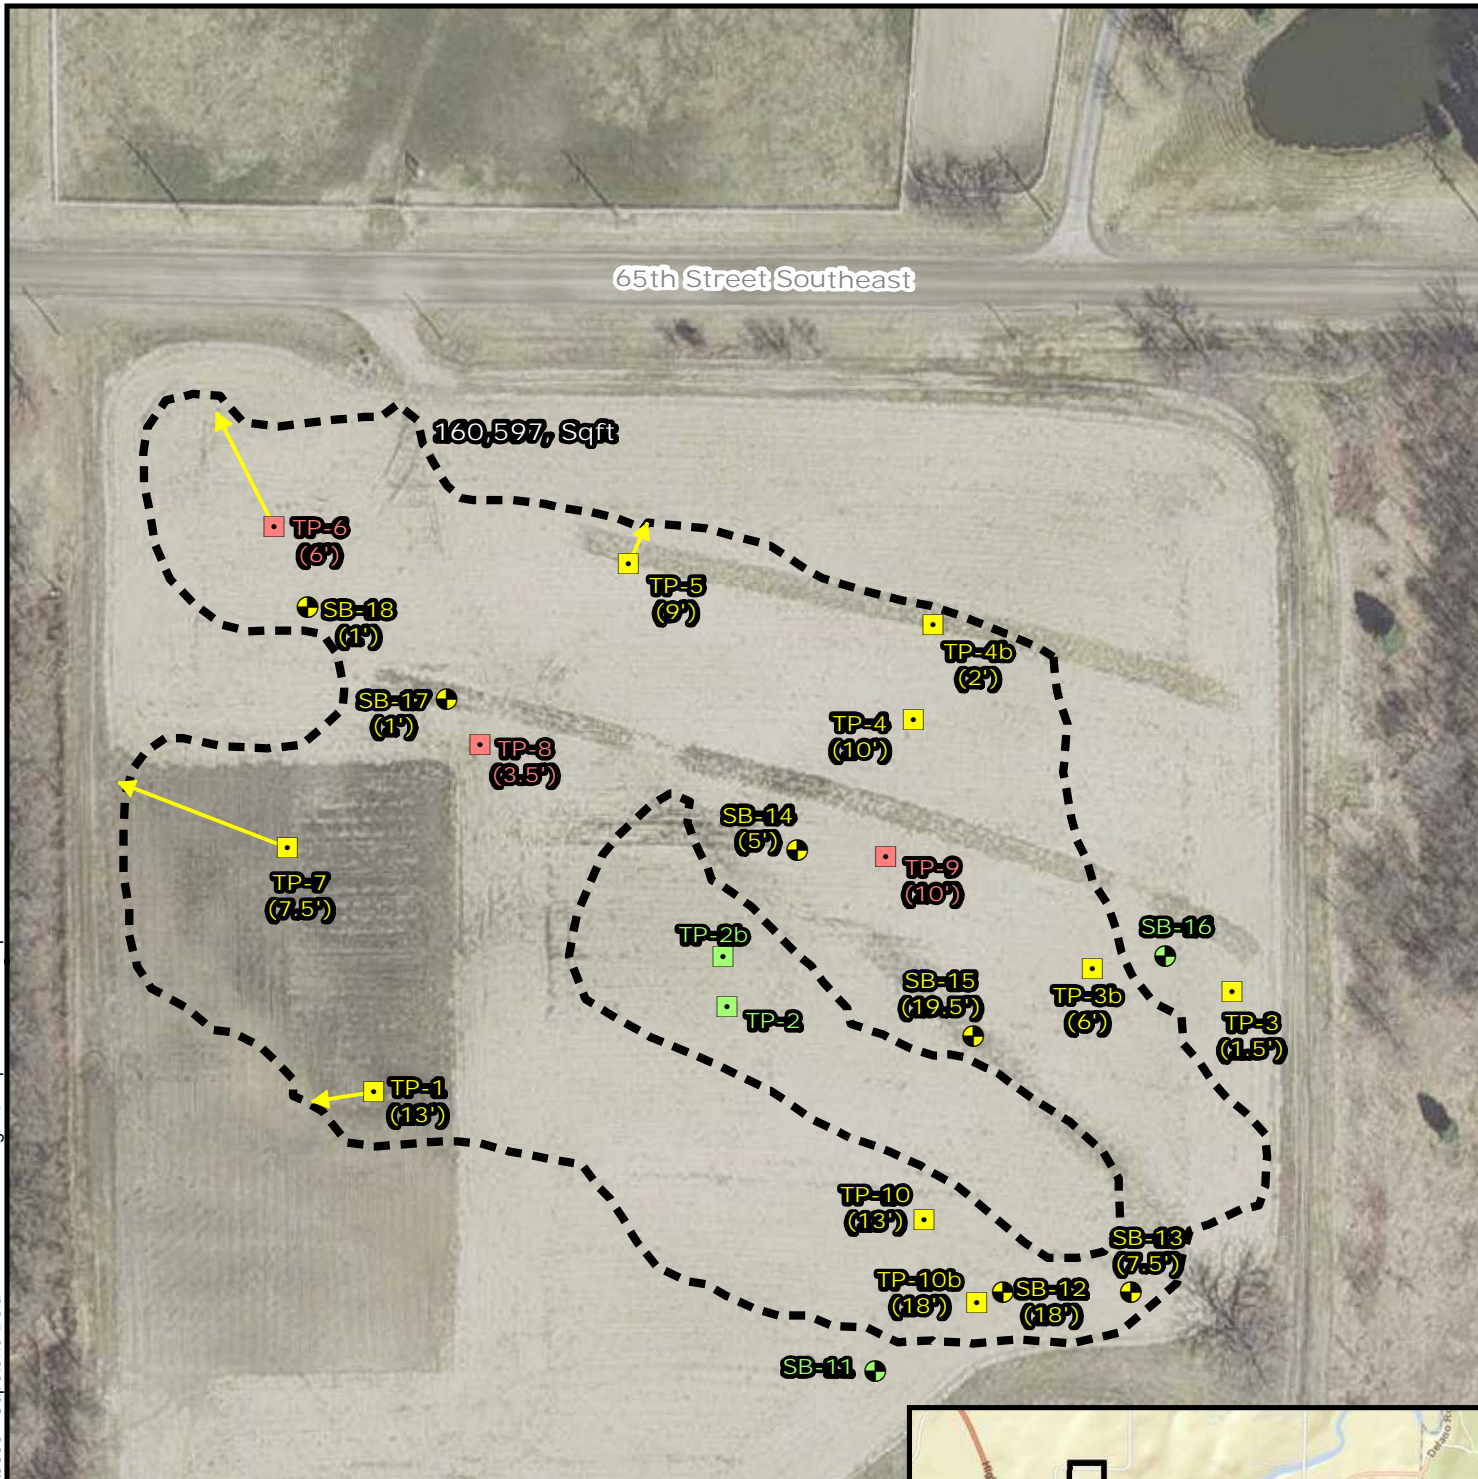 65th Street Southeast
160,597, Sqft
TP-6
(6')
TP-5
(9')
SB-18
(1')
TP-4b
(2')
SB-17
(1')
TP-4
(10')
TP-8
(3.5')
SB-14
(5')
TP-9
(10')
TP-7
(7.5')
TP-2b
SB-16
SB-15
(19.5')
TP-3b
(6')
TP-2
TP-3
(1.5')
TP-1
(13')
TP-10
(13')
SB-13
(7.5')
TP-10b
(18')
SB-12
(18')
SB-11